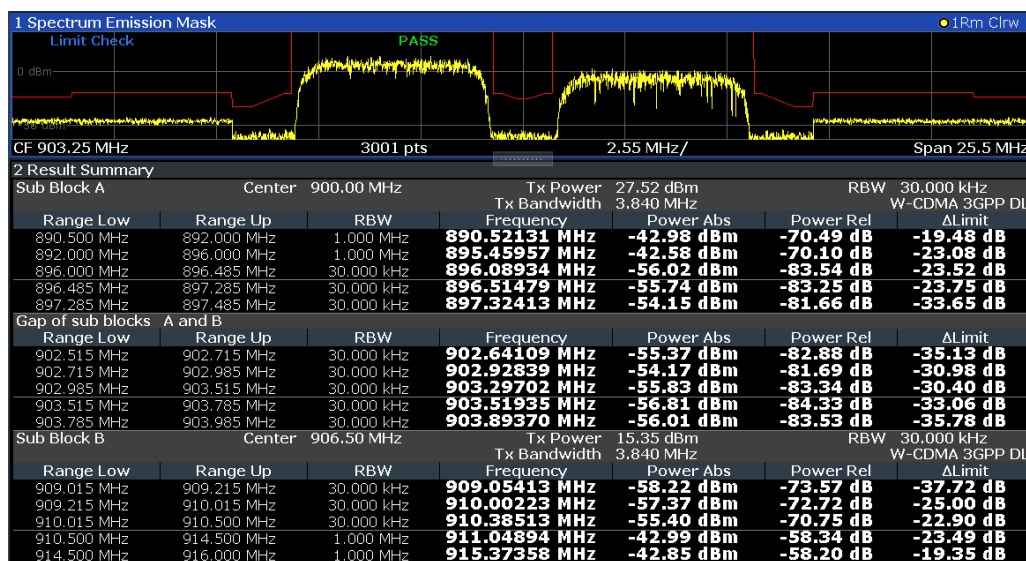 1 Spectrum Emission Mask 1Rm Clrw
Limit Check PASS
0 dBm
CF 903.25 MHz 3001 pts 2.55 MHz/ Span 25.5 MHz
2 Result Summary
Sub Block A Center 900.00 MHz Tx Power 27.52 dBm RBW 30.000 kHz
Tx Bandwidth 3.840 MHz W-CDMA 3GPP DL
Range Low Range Up RBW Frequency Power Abs Power Rel ΔLimit
890.500 MHz 892.000 MHz 1.000 MHz 890.52131 MHz -42.98 dBm -70.49 dB -19.48 dB
892.000 MHz 896.000 MHz 1.000 MHz 895.45957 MHz -42.58 dBm -70.10 dB -23.08 dB
896.000 MHz 896.485 MHz 30.000 kHz 896.08934 MHz -56.02 dBm -83.54 dB -23.52 dB
896.485 MHz 897.285 MHz 30.000 kHz 896.51479 MHz -55.74 dBm -83.25 dB -23.75 dB
897.285 MHz 897.485 MHz 30.000 kHz 897.32413 MHz -54.15 dBm -81.66 dB -33.65 dB
Gap of sub blocks A and B
Range Low Range Up RBW Frequency Power Abs Power Rel ΔLimit
902.515 MHz 902.715 MHz 30.000 kHz 902.64109 MHz -55.37 dBm -82.88 dB -35.13 dB
902.715 MHz 902.985 MHz 30.000 kHz 902.92839 MHz -54.17 dBm -81.69 dB -30.98 dB
902.985 MHz 903.515 MHz 30.000 kHz 903.29702 MHz -55.83 dBm -83.34 dB -30.40 dB
903.515 MHz 903.785 MHz 30.000 kHz 903.51935 MHz -56.81 dBm -84.33 dB -33.06 dB
903.785 MHz 903.985 MHz 30.000 kHz 903.89370 MHz -56.01 dBm -83.53 dB -35.78 dB
Sub Block B Center 906.50 MHz Tx Power 15.35 dBm RBW 30.000 kHz
Tx Bandwidth 3.840 MHz W-CDMA 3GPP DL
Range Low Range Up RBW Frequency Power Abs Power Rel ΔLimit
909.015 MHz 909.215 MHz 30.000 kHz 909.05413 MHz -58.22 dBm -73.57 dB -37.72 dB
909.215 MHz 910.015 MHz 30.000 kHz 910.00223 MHz -57.37 dBm -72.72 dB -25.00 dB
910.015 MHz 910.500 MHz 30.000 kHz 910.38513 MHz -55.40 dBm -70.75 dB -22.90 dB
910.500 MHz 914.500 MHz 1.000 MHz 911.04894 MHz -42.99 dBm -58.34 dB -23.49 dB
914.500 MHz 916.000 MHz 1.000 MHz 915.37358 MHz -42.85 dBm -58.20 dB -19.35 dB